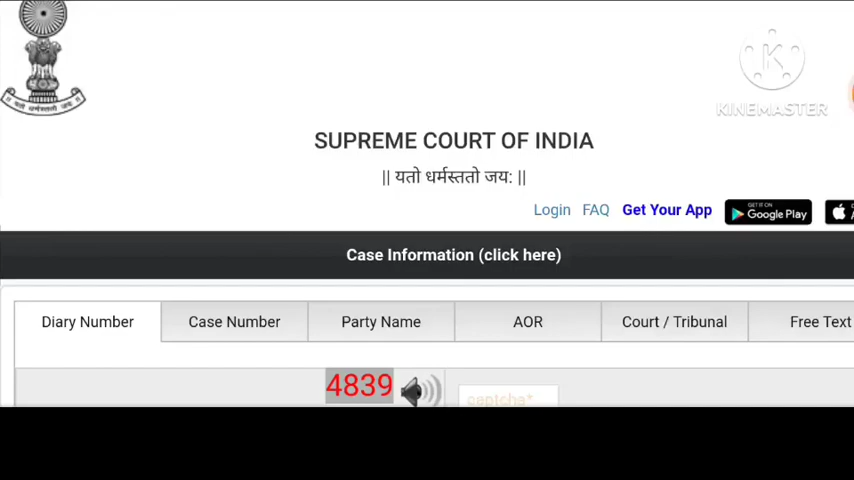 KINEMASTER
SUPREME COURT OF INDIA
|| यतो धर्मस्ततो जय: ||
Login FAQ Get Your App GET IT ON Google Play
Case Information (click here)
Diary Number Case Number Party Name AOR Court / Tribunal Free Text
4839 captcha*